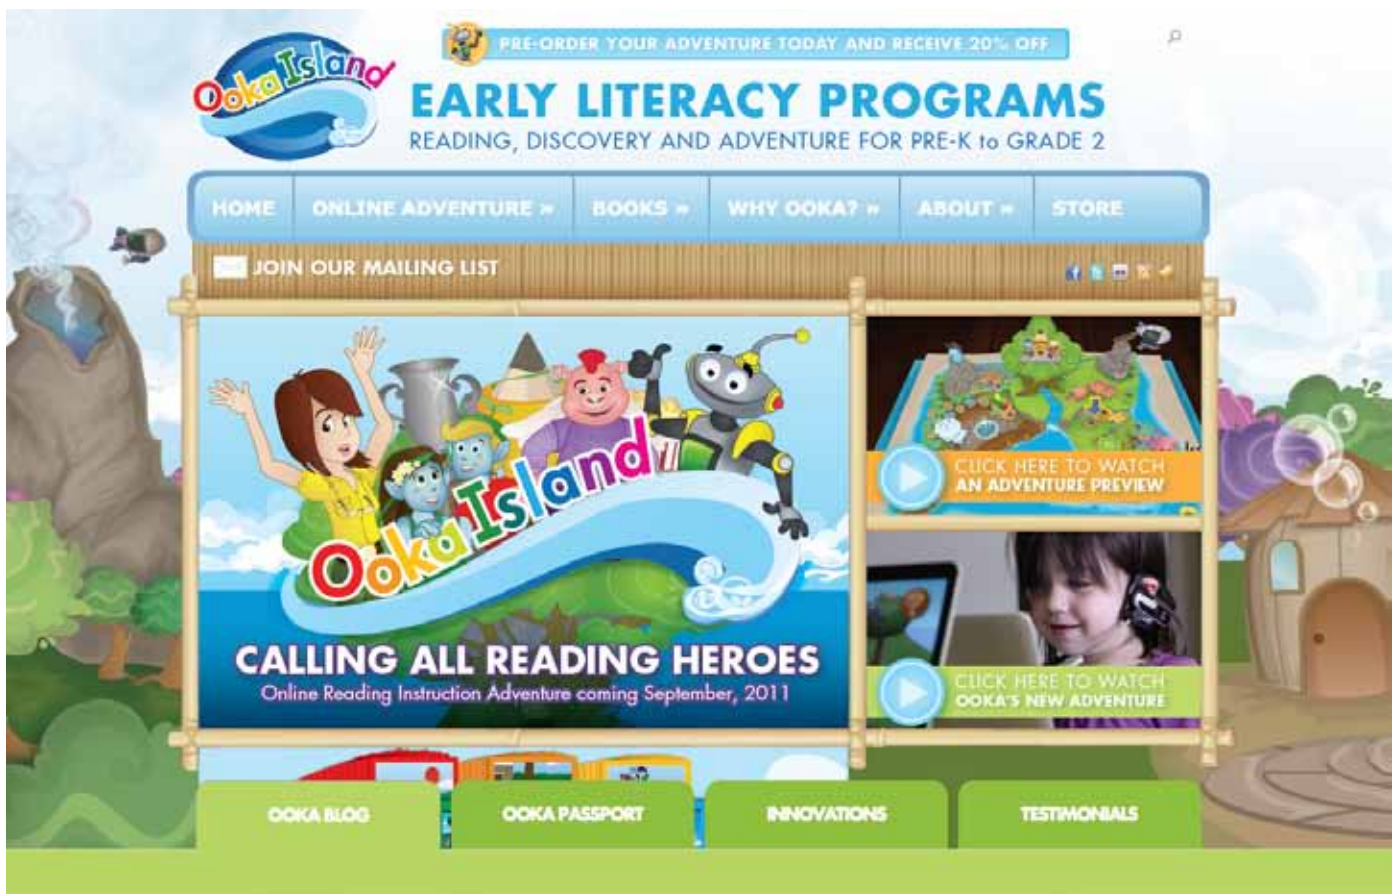 PRE-ORDER YOUR ADVENTURE TODAY AND RECEIVE 20% OFF
Ooka Island
EARLY LITERACY PROGRAMS
READING, DISCOVERY AND ADVENTURE FOR PRE-K to GRADE 2
HOME ONLINE ADVENTURE » BOOKS » WHY OOKA? » ABOUT » STORE
JOIN OUR MAILING LIST
Ooka Island
CALLING ALL READING HEROES
Online Reading Instruction Adventure coming September, 2011
CLICK HERE TO WATCH
AN ADVENTURE PREVIEW
CLICK HERE TO WATCH
OOKA'S NEW ADVENTURE
OOKA BLOG OOKA PASSPORT INNOVATIONS TESTIMONIALS